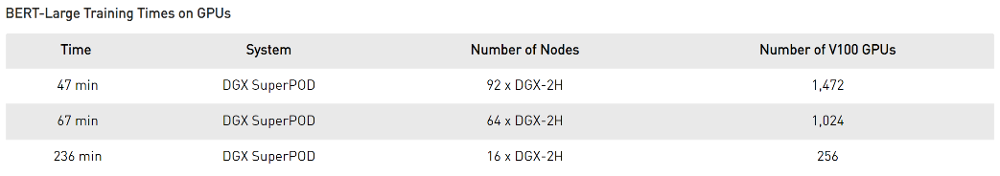 BERT-Large Training Times on GPUs
Time System Number of Nodes Number of V100 GPUs
47 min DGX SuperPOD 92 x DGX-2H 1,472
67 min DGX SuperPOD 64 x DGX-2H 1,024
236 min DGX SuperPOD 16 x DGX-2H 256